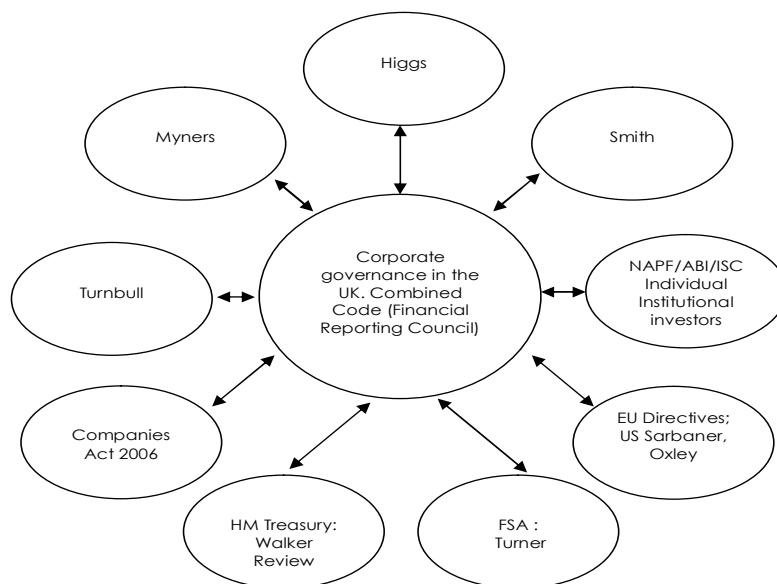 Higgs
Myners
Smith
Turnbull
Corporate
governance in the
UK. Combined
Code (Financial
Reporting Council)
NAPF/ABI/ISC
Individual
Institutional
investors
Companies
Act 2006
EU Directives;
US Sarbaner,
Oxley
HM Treasury:
Walker
Review
FSA :
Turner